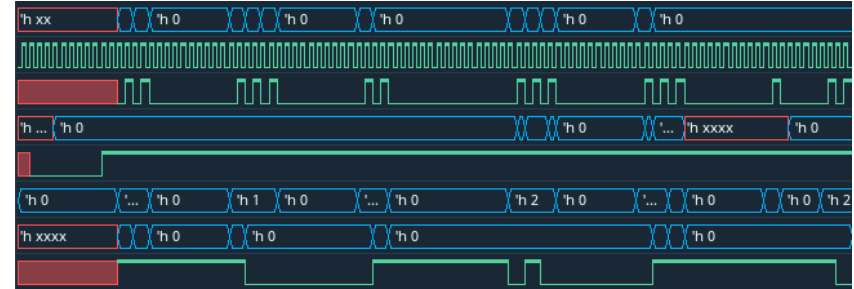 'h xx 'h 0 'h 0 'h 0 'h 0 'h 0
'h ... 'h 0 'h 0 '... 'h xxxx 'h 0
'h 0 '... 'h 0 'h 1 'h 0 '... 'h 0 'h 2 'h 0 '... 'h 0 'h 0 'h 2
'h xxxx 'h 0 'h 0 'h 0 'h 0